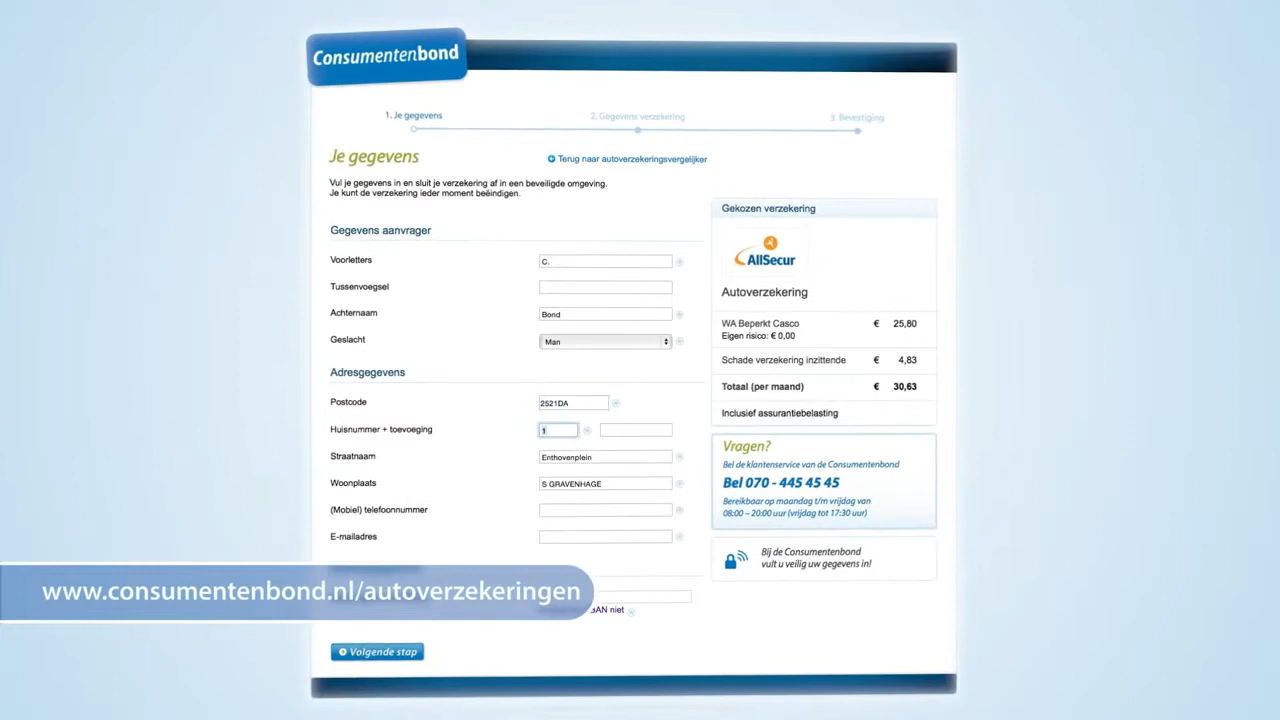 Consumentenbond
1. Je gegevens
2. Gegevens verzekering
3. Bevestiging
Je gegevens
Terug naar autoverzekeringsvergelijker
Vul je gegevens in en sluit je verzekering af in een beveiligde omgeving.
Je kunt de verzekering ieder moment beëindigen.
Gegevens aanvrager
Voorletters
C.
Tussenvoegsel
Achternaam
Bond
Geslacht
Man
Adresgegevens
Postcode
2521DA
Huisnummer + toevoeging
1
Straatnaam
Enthovenplein
Woonplaats
S GRAVENHAGE
(Mobiel) telefoonnummer
E-mailadres
www.consumentenbond.nl/autoverzekeringen
niet
Volgende stap
Gekozen verzekering
AllSecur
Autoverzekering
WA Beperkt Casco € 25,80
Eigen risico: € 0,00
Schade verzekering inzittende € 4,83
Totaal (per maand) € 30,63
Inclusief assurantiebelasting
Vragen?
Bel de klantenservice van de Consumentenbond
Bel 070 - 445 45 45
Bereikbaar op maandag t/m vrijdag van
08:00 – 20:00 uur (vrijdag tot 17:30 uur)
Bij de Consumentenbond
vult u veilig uw gegevens in!